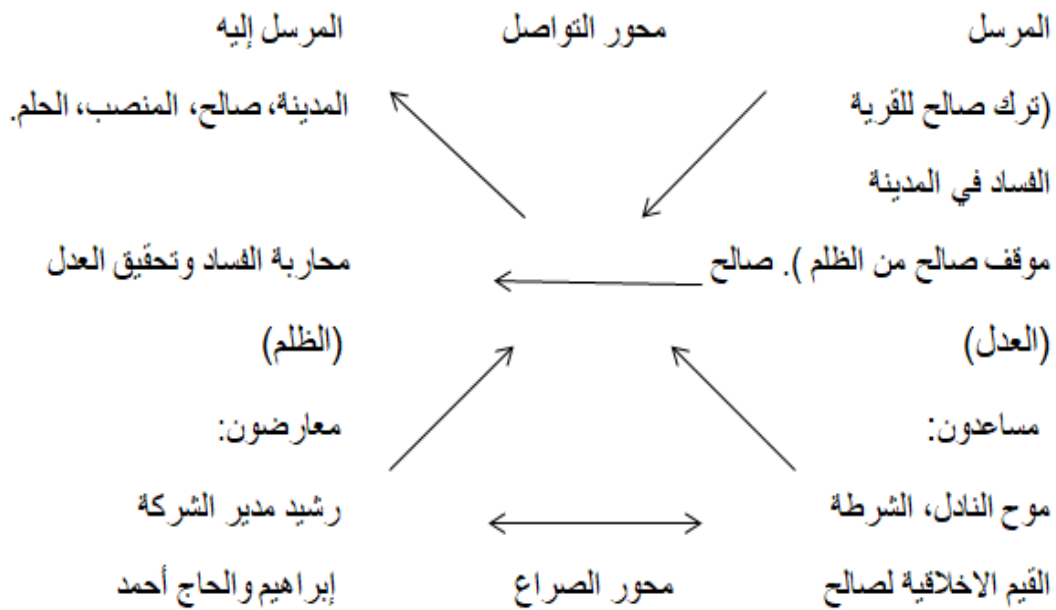 المرسل محور التواصل المرسل إليه
(ترك صالح للقرية المدينة، صالح، المنصب، الحلم.
الفساد في المدينة
موقف صالح من الظلم ). صالح محاربة الفساد وتحقيق العدل
(العدل) (الظلم)
مساعدون: معارضون:
موح النادل، الشرطة رشيد مدير الشركة
القيم الاخلاقية لصالح محور الصراع إبراهيم والحاج أحمد